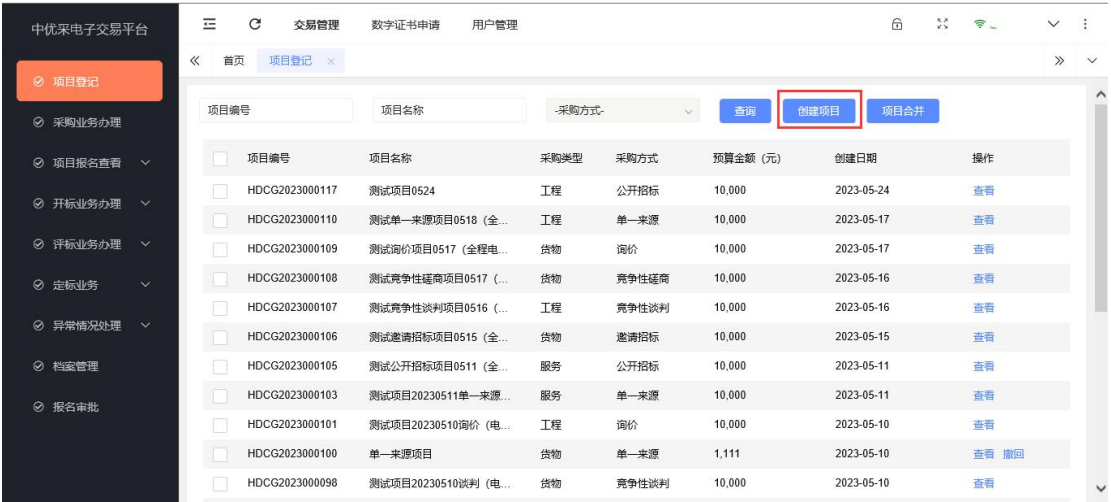 中优采电子交易平台
交易管理 数字证书申请 用户管理
首页 项目登记
项目登记
采购业务办理
项目报名查看
开标业务办理
评标业务办理
定标业务
异常情况处理
档案管理
报名审批
项目编号 项目名称 -采购方式- 查询 创建项目 项目合并
项目编号 项目名称 采购类型 采购方式 预算金额（元） 创建日期 操作
HDCG2023000117 测试项目0524 工程 公开招标 10,000 2023-05-24 查看
HDCG2023000110 测试单一来源项目0518（全... 工程 单一来源 10,000 2023-05-17 查看
HDCG2023000109 测试询价项目0517（全程电... 货物 询价 10,000 2023-05-17 查看
HDCG2023000108 测试竞争性磋商项目0517（... 货物 竞争性磋商 10,000 2023-05-16 查看
HDCG2023000107 测试竞争性谈判项目0516（... 工程 竞争性谈判 10,000 2023-05-16 查看
HDCG2023000106 测试邀请招标项目0515（全... 货物 邀请招标 10,000 2023-05-15 查看
HDCG2023000105 测试公开招标项目0511（全... 服务 公开招标 10,000 2023-05-11 查看
HDCG2023000103 测试项目20230511单一来源... 服务 单一来源 10,000 2023-05-11 查看
HDCG2023000101 测试项目20230510询价（电... 工程 询价 10,000 2023-05-10 查看
HDCG2023000100 单一来源项目 货物 单一来源 1,111 2023-05-10 查看 撤回
HDCG2023000098 测试项目20230510谈判（电... 货物 竞争性谈判 10,000 2023-05-10 查看